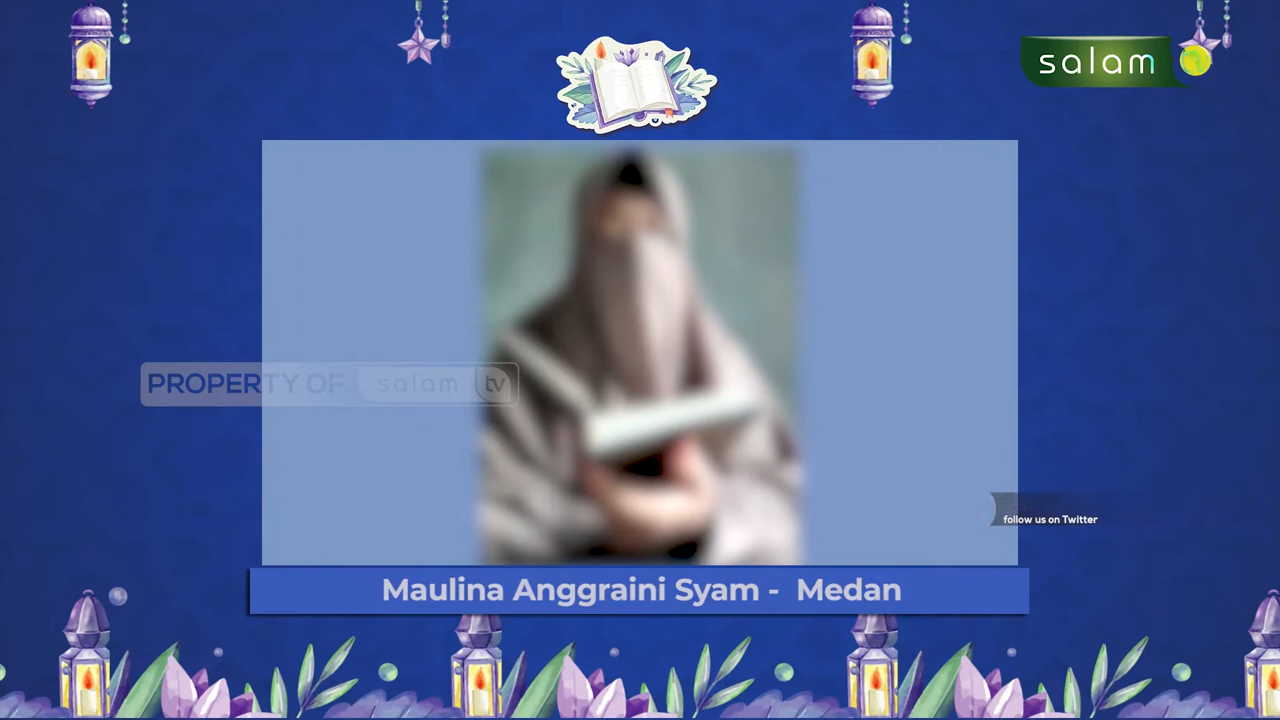 salam
PROPERTY OF salam tv
follow us on Twitter
Maulina Anggraini Syam - Medan